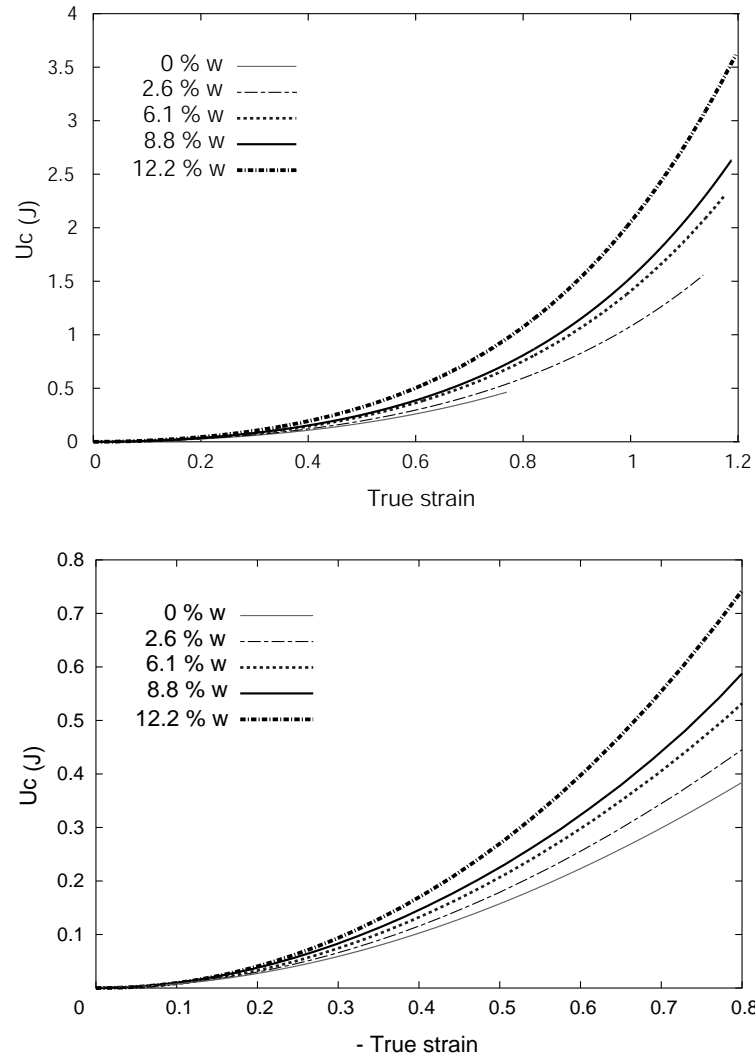 4
3.5
3
2.5
2
1.5
1
0.5
0
Uc (J)
0 % w
2.6 % w
6.1 % w
8.8 % w
12.2 % w
0 0.2 0.4 0.6 0.8 1 1.2
True strain
0.8
0.7
0.6
0.5
0.4
0.3
0.2
0.1
Uc (J)
0 % w
2.6 % w
6.1 % w
8.8 % w
12.2 % w
0 0.1 0.2 0.3 0.4 0.5 0.6 0.7 0.8
- True strain